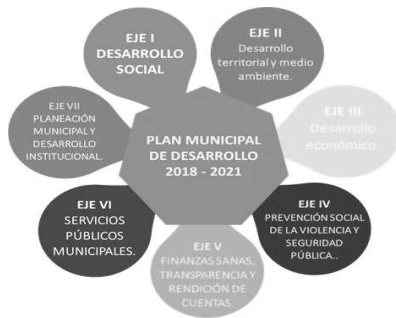 EJE I
DESARROLLO
SOCIAL
EJE II
Desarrollo
territorial y medio
ambiente.
EJE III
Desarrollo
económico.
EJE IV
PREVENCIÓN SOCIAL
DE LA VIOLENCIA Y
SEGURIDAD
PÚBLICA..
EJE V
FINANZAS SANAS,
TRANSPARENCIA Y
RENDICIÓN DE
CUENTAS.
EJE VI
SERVICIOS
PÚBLICOS
MUNICIPALES.
EJE VII
PLANEACIÓN
MUNICIPAL Y
DESARROLLO
INSTITUCIONAL.
PLAN MUNICIPAL
DE DESARROLLO
2018 - 2021